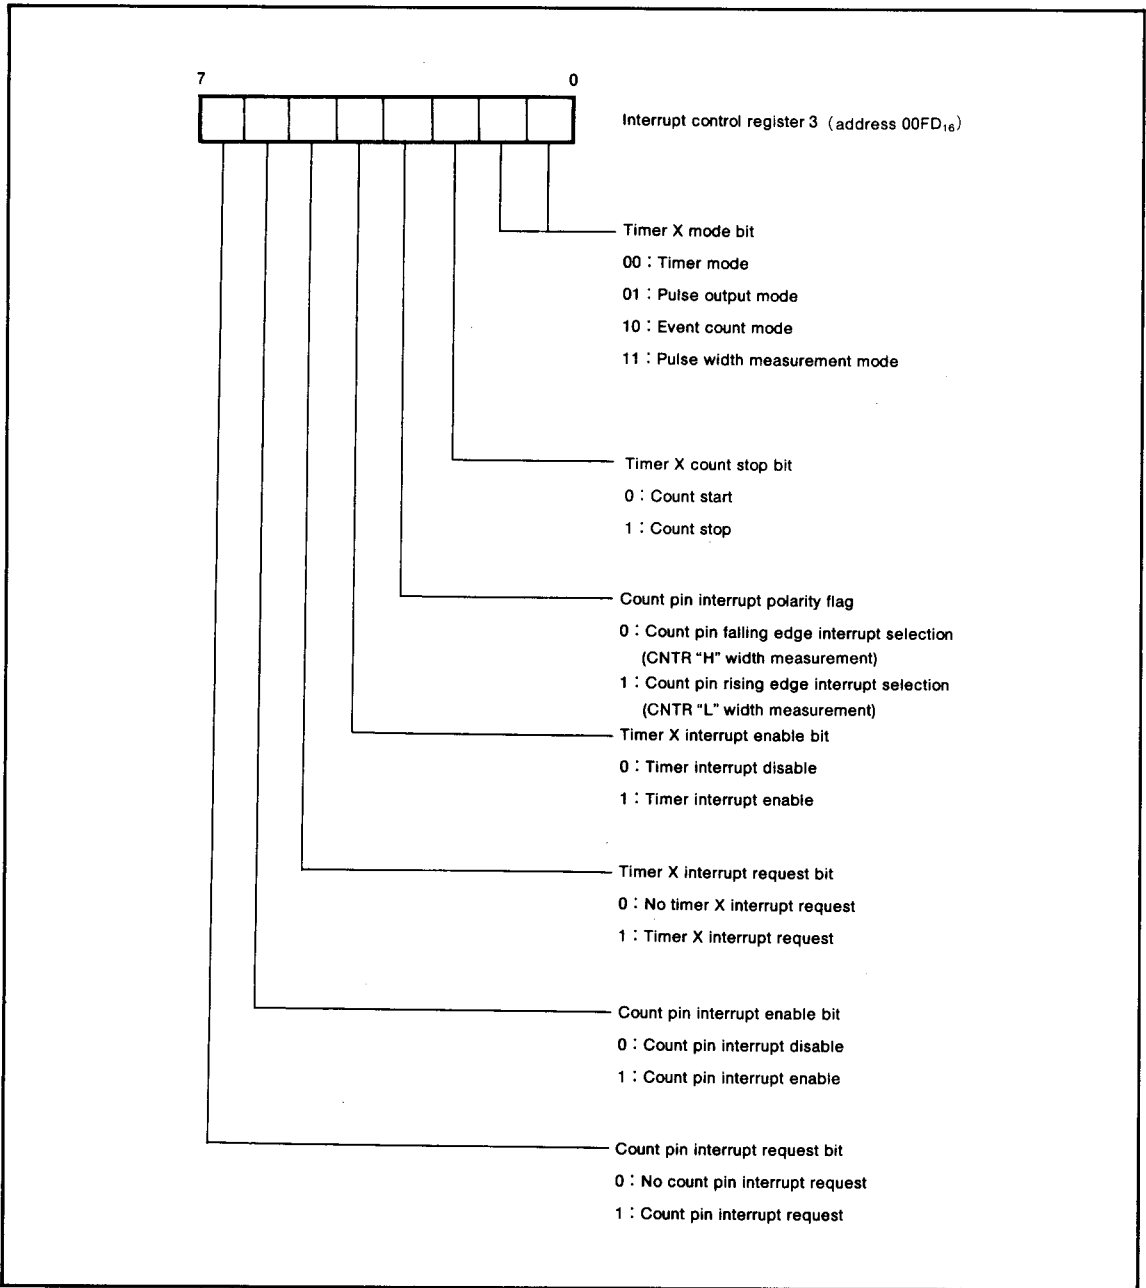 7 0
Interrupt control register 3 (address 00FD₁₆)
Timer X mode bit
00 : Timer mode
01 : Pulse output mode
10 : Event count mode
11 : Pulse width measurement mode
Timer X count stop bit
0 : Count start
1 : Count stop
Count pin interrupt polarity flag
0 : Count pin falling edge interrupt selection
(CNTR "H" width measurement)
1 : Count pin rising edge interrupt selection
(CNTR "L" width measurement)
Timer X interrupt enable bit
0 : Timer interrupt disable
1 : Timer interrupt enable
Timer X interrupt request bit
0 : No timer X interrupt request
1 : Timer X interrupt request
Count pin interrupt enable bit
0 : Count pin interrupt disable
1 : Count pin interrupt enable
Count pin interrupt request bit
0 : No count pin interrupt request
1 : Count pin interrupt request